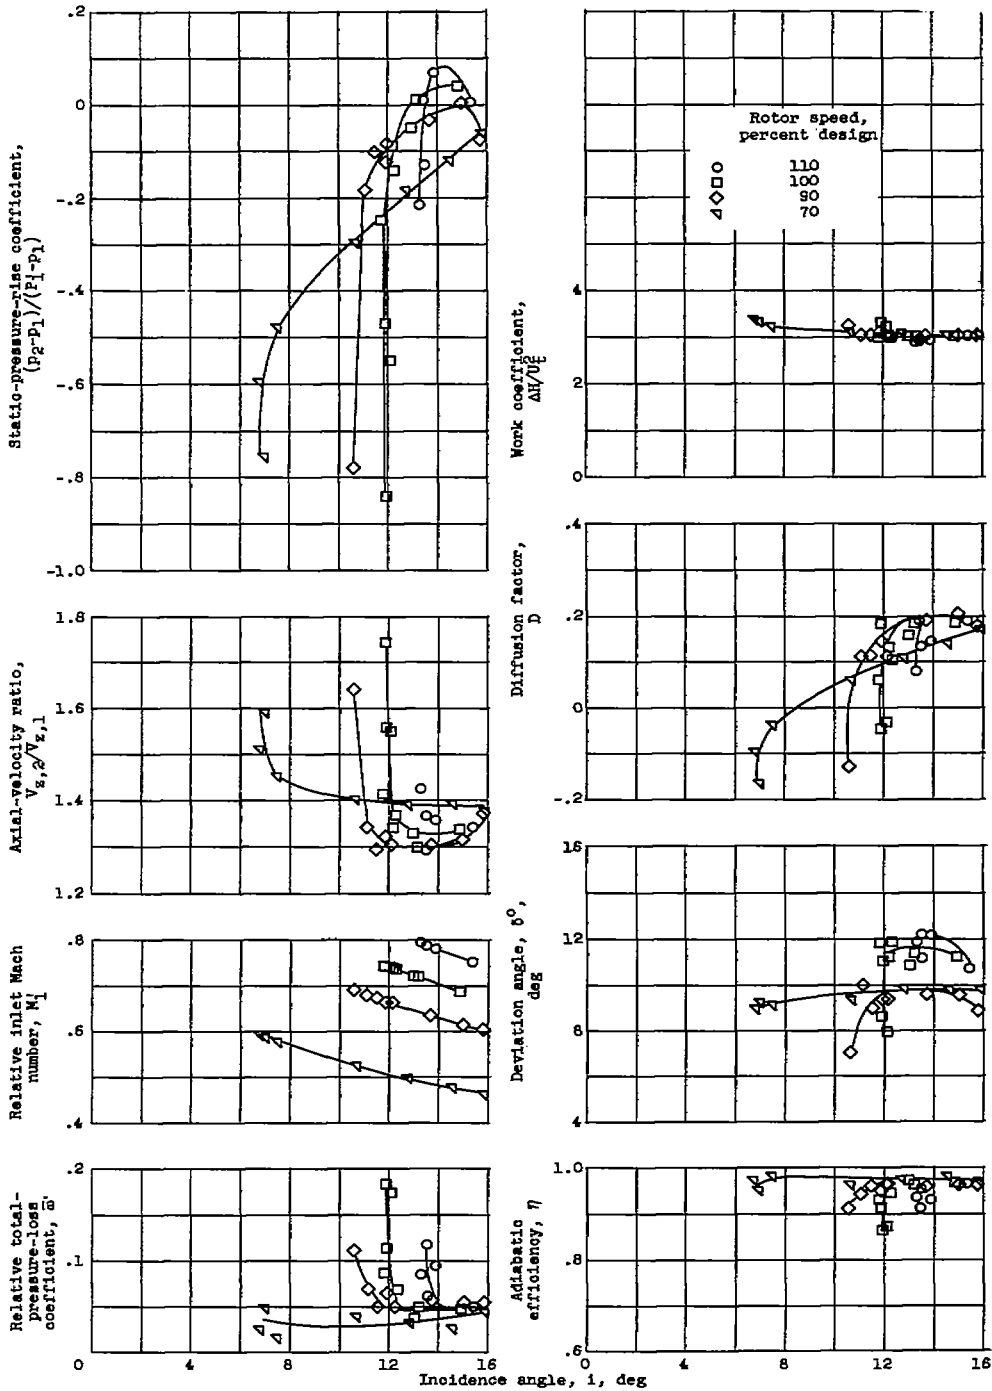 Static-pressure-rise coefficient,
(p2-p1)/(P1'-p1)
.2
0
-.2
-.4
-.6
-.8
-1.0
Work coefficient,
ΔH/Ut²
Rotor speed,
percent design
110
100
90
70
4
2
0
Axial-velocity ratio,
Vz,2/Vz,1
1.8
1.6
1.4
1.2
Diffusion factor,
D
.4
.2
0
-.2
Relative inlet Mach
number, M1'
.8
.6
.4
Deviation angle, δ°,
deg
16
12
8
4
Relative total-
pressure-loss
coefficient, ω̄'
.2
.1
0
Adiabatic
efficiency, η
1.0
.8
.6
4
8
12
16
0
4
8
12
16
Incidence angle, i, deg